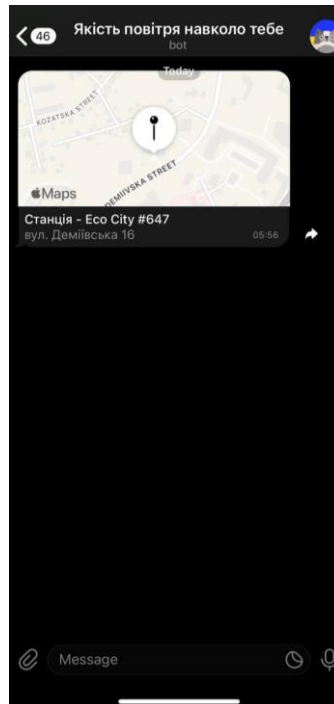 46
Якість повітря навколо тебе
bot
Today
KOZATSKA STREET
DEMIIVSKA STREET
Maps
Станція - Eco City #647
вул. Деміївська 16
05:56
Message